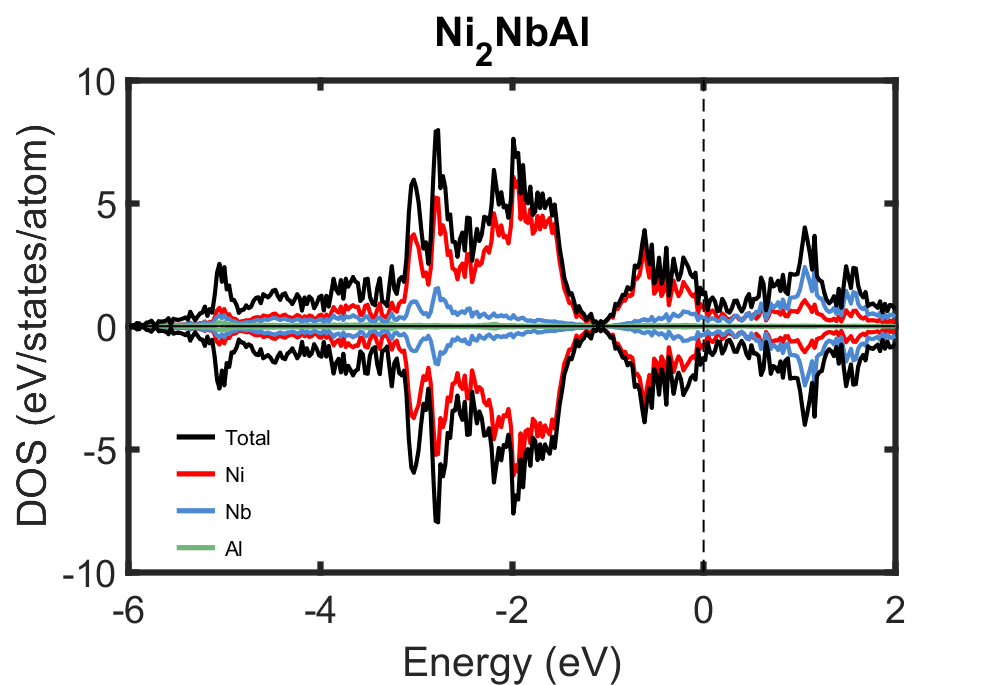 Ni2NbAl
DOS (eV/states/atom)
10
5
0
-5
-10
Total
Ni
Nb
Al
-6 -4 -2 0 2
Energy (eV)